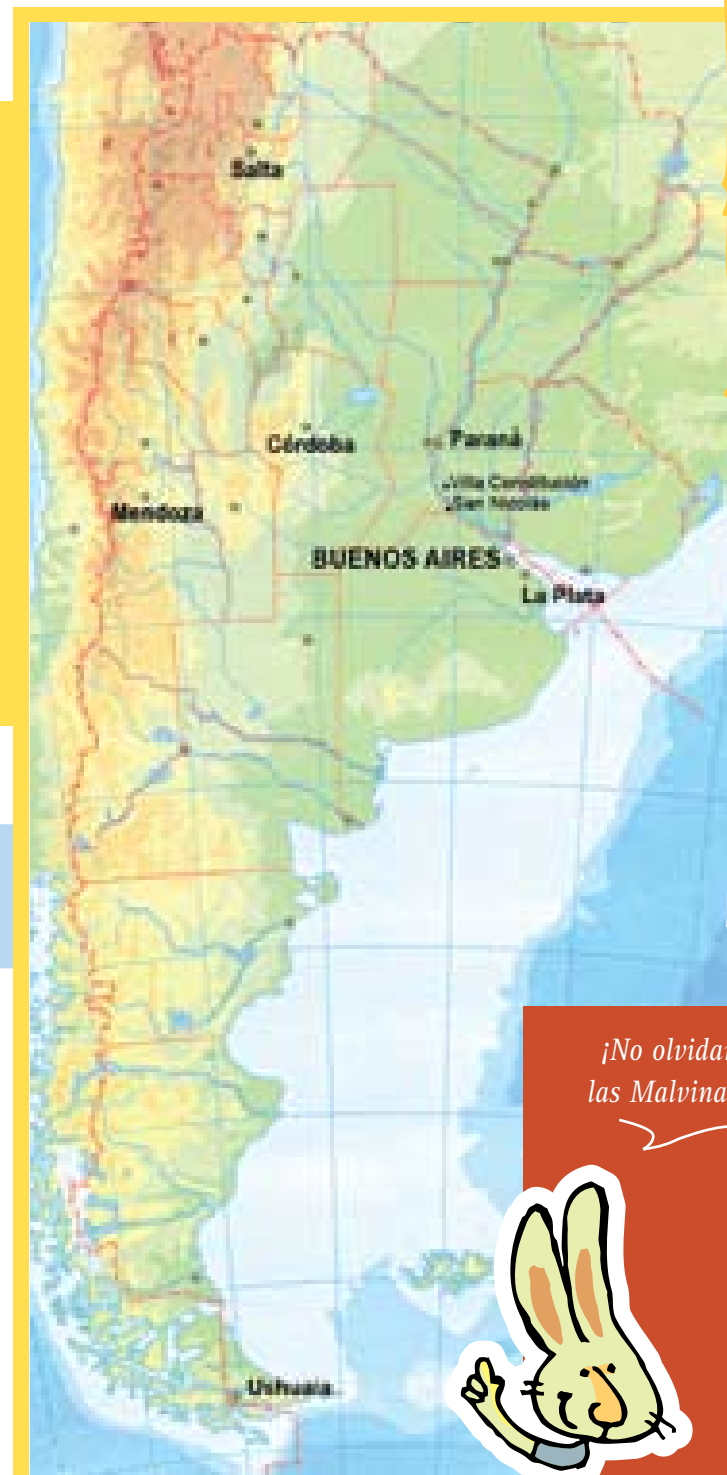 Salta
Córdoba
Paraná
Villa Constitución
San Nicolás
Mendoza
BUENOS AIRES
La Plata
¡No olvidar
las Malvina
Ushuaia